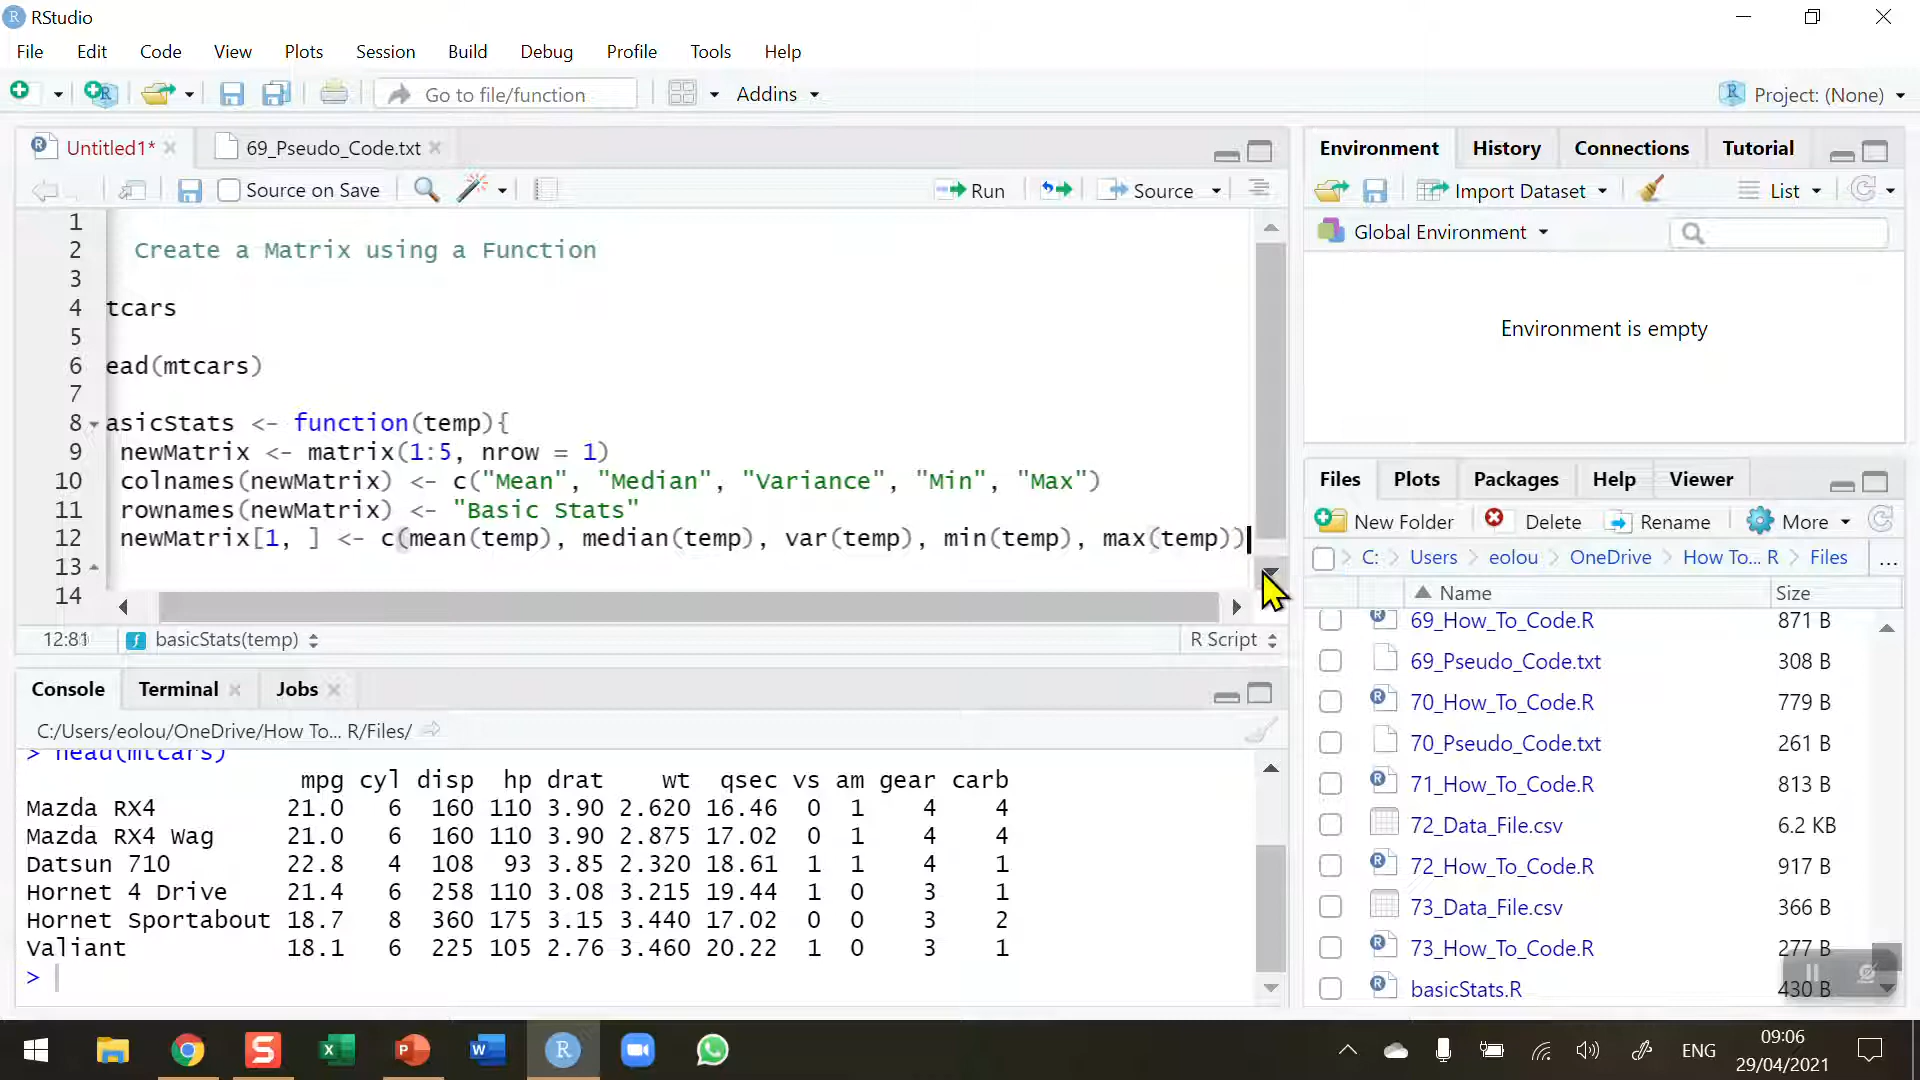 RStudio
File Edit Code View Plots Session Build Debug Profile Tools Help
Go to file/function Addins Project: (None)
Untitled1* 69_Pseudo_Code.txt
Source on Save Run Source
1
2 Create a Matrix using a Function
3
4 tcars
5
6 ead(mtcars)
7
8 asicStats <- function(temp){
9 newMatrix <- matrix(1:5, nrow = 1)
10 colnames(newMatrix) <- c("Mean", "Median", "Variance", "Min", "Max")
11 rownames(newMatrix) <- "Basic Stats"
12 newMatrix[1, ] <- c(mean(temp), median(temp), var(temp), min(temp), max(temp))
13
14
12:81 basicStats(temp) R Script
Console Terminal Jobs
C:/Users/eolou/OneDrive/How To... R/Files/
> head(mtcars)
mpg cyl disp hp drat wt qsec vs am gear carb
Mazda RX4 21.0 6 160 110 3.90 2.620 16.46 0 1 4 4
Mazda RX4 Wag 21.0 6 160 110 3.90 2.875 17.02 0 1 4 4
Datsun 710 22.8 4 108 93 3.85 2.320 18.61 1 1 4 1
Hornet 4 Drive 21.4 6 258 110 3.08 3.215 19.44 1 0 3 1
Hornet Sportabout 18.7 8 360 175 3.15 3.440 17.02 0 0 3 2
Valiant 18.1 6 225 105 2.76 3.460 20.22 1 0 3 1
>
Environment History Connections Tutorial
Import Dataset List
Global Environment
Environment is empty
Files Plots Packages Help Viewer
New Folder Delete Rename More
C: Users eolou OneDrive How To... R Files ...
Name Size
69_How_To_Code.R 871 B
69_Pseudo_Code.txt 308 B
70_How_To_Code.R 779 B
70_Pseudo_Code.txt 261 B
71_How_To_Code.R 813 B
72_Data_File.csv 6.2 KB
72_How_To_Code.R 917 B
73_Data_File.csv 366 B
73_How_To_Code.R 277 B
basicStats.R 430 B
ENG 09:06
29/04/2021